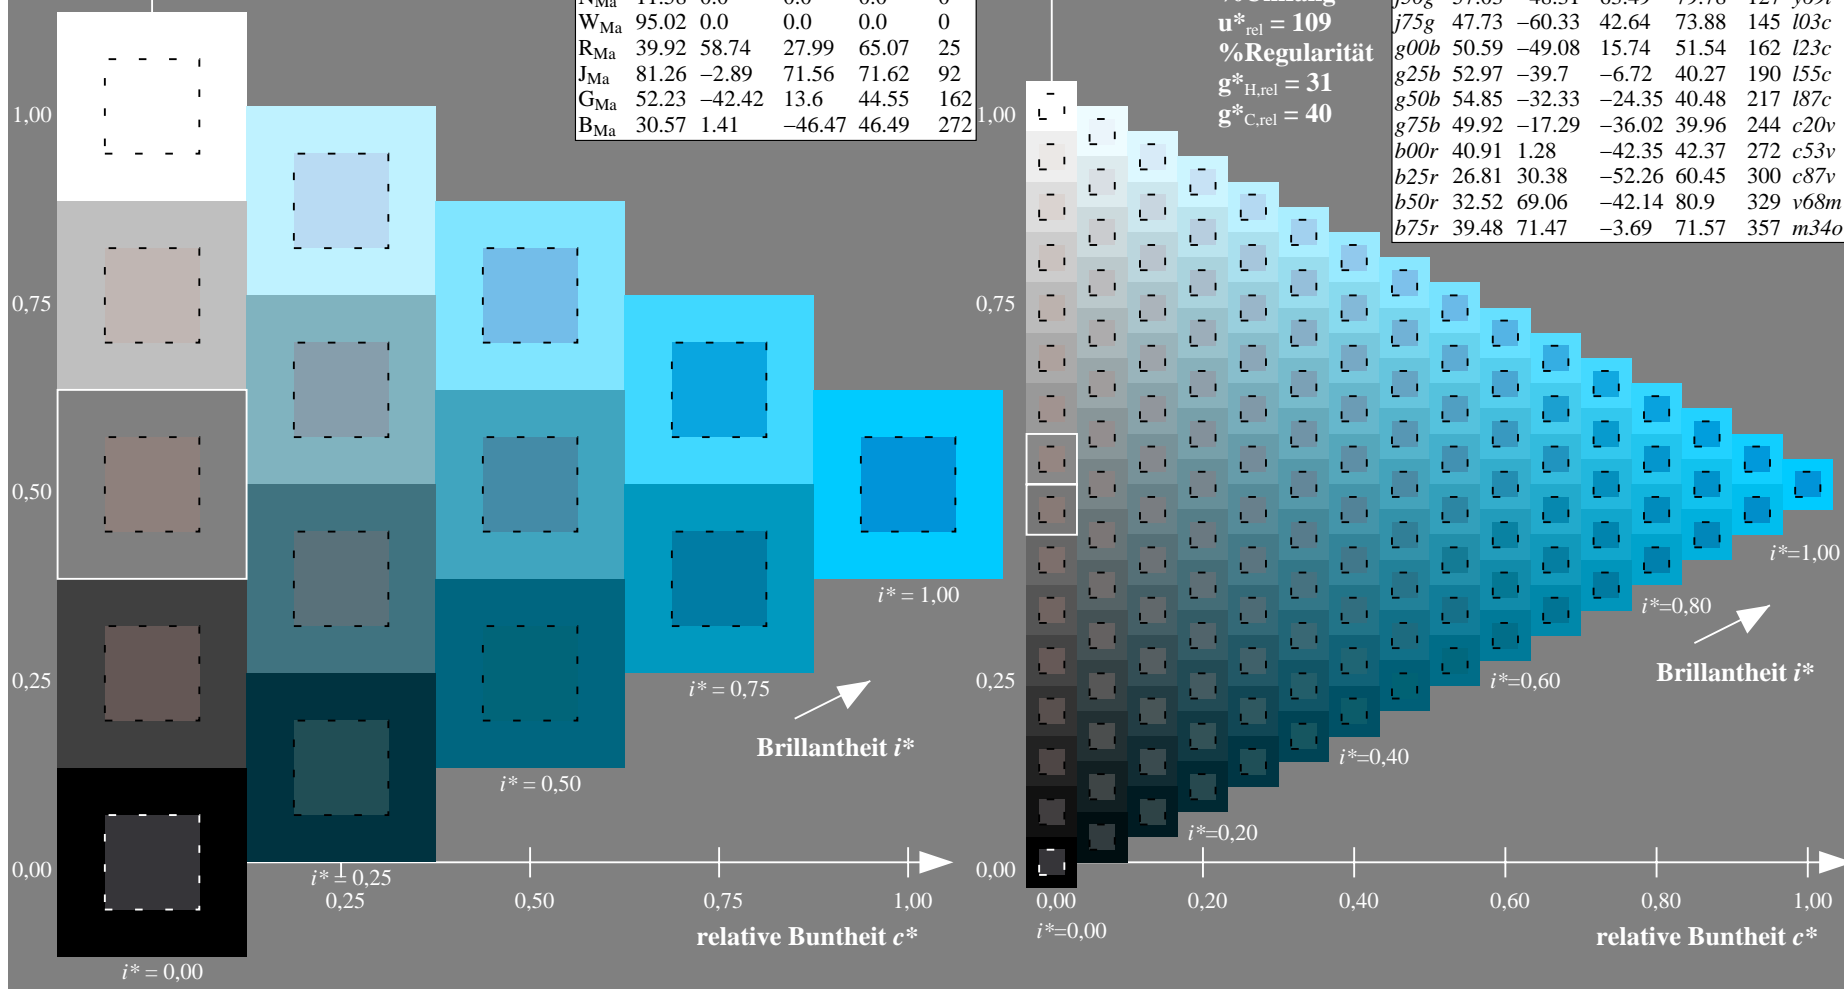 W_Ma 95.02 0.0 0.0 0.0 0
R_Ma 39.92 58.74 27.99 65.07 25
J_Ma 81.26 −2.89 71.56 71.62 92
G_Ma 52.23 −42.42 13.6 44.55 162
B_Ma 30.57 1.41 −46.47 46.49 272
u*rel = 109
%Regularität
g*H,rel = 31
g*C,rel = 40
j75g 47.73 −60.33 42.64 73.88 145 l03c
g00b 50.59 −49.08 15.74 51.54 162 l23c
g25b 52.97 −39.7 −6.72 40.27 190 l55c
g50b 54.85 −32.33 −24.35 40.48 217 l87c
g75b 49.92 −17.29 −36.02 39.96 244 c20v
b00r 40.91 1.28 −42.35 42.37 272 c53v
b25r 26.81 30.38 −52.26 60.45 300 c87v
b50r 32.52 69.06 −42.14 80.9 329 v68m
b75r 39.48 71.47 −3.69 71.57 357 m34o
1,00
0,75
0,50
0,25
0,00
i* = 1,00
i* = 0,75
Brillantheit i*
i* = 0,50
i* = 0,25
0,25 0,50 0,75 1,00
relative Buntheit c*
i* = 0,00
1,00
0,75
0,50
0,25
0,00
i*=1,00
i*=0,80
Brillantheit i*
i*=0,60
i*=0,40
i*=0,20
0,00 0,20 0,40 0,60 0,80 1,00
i*=0,00
relative Buntheit c*